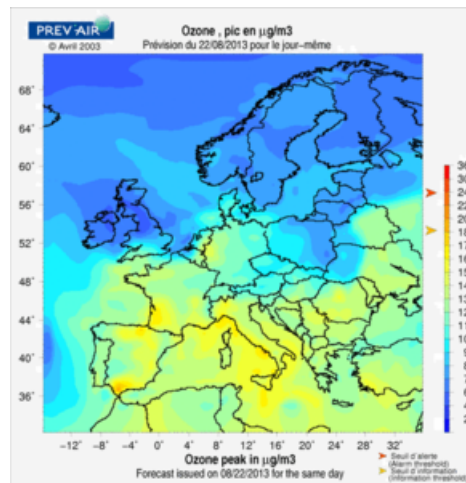 PREV'AIR
© Avril 2003
Ozone , pic en µg/m3
Prévision du 22/08/2013 pour le jour-même
68°
64°
60°
56°
52°
48°
44°
40°
36°
-12° -8° -4° 0° 4° 8° 12° 16° 20° 24° 28° 32°
Ozone peak in µg/m3
Forecast issued on 08/22/2013 for the same day
Seuil d'alerte
(Alarm threshold)
Seuil d'information
(Information threshold)